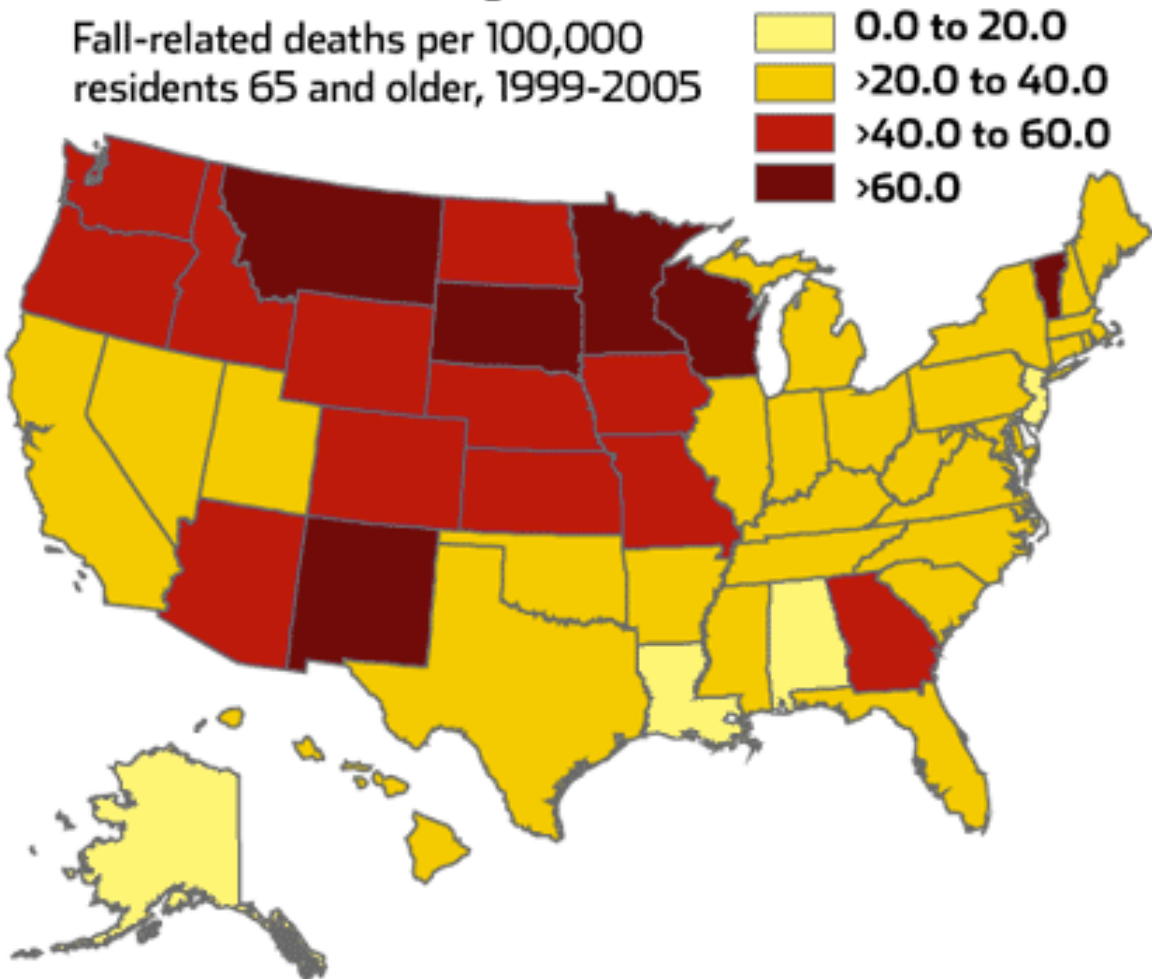 Fall-related deaths per 100,000
residents 65 and older, 1999-2005
0.0 to 20.0
>20.0 to 40.0
>40.0 to 60.0
>60.0